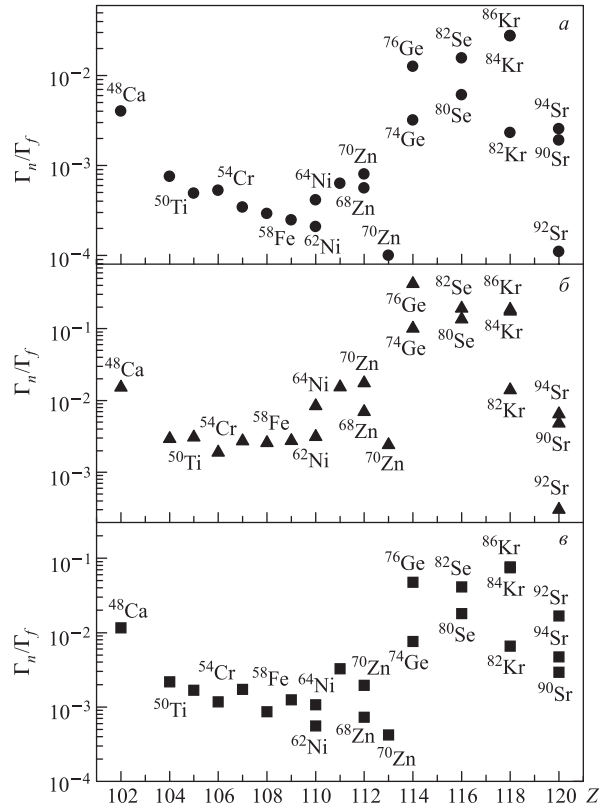 а
⁸⁶Kr
⁸²Se
⁷⁶Ge
⁸⁴Kr
10⁻²
⁴⁸Ca
⁸⁰Se
⁹⁴Sr
⁷⁴Ge
⁷⁰Zn
⁸²Kr
⁹⁰Sr
Γn/Γf
10⁻³
⁵⁴Cr
⁶⁴Ni
⁵⁰Ti
⁶⁸Zn
⁵⁸Fe
⁶²Ni
⁷⁰Zn
⁹²Sr
10⁻⁴
б
⁸²Se
⁸⁶Kr
⁷⁶Ge
10⁻¹
⁷⁴Ge
⁸⁰Se
⁸⁴Kr
⁴⁸Ca
⁷⁰Zn
⁶⁴Ni
⁸²Kr
⁹⁴Sr
Γn/Γf
10⁻²
⁵⁴Cr
⁵⁸Fe
⁶⁸Zn
⁹⁰Sr
⁵⁰Ti
⁶²Ni
⁷⁰Zn
10⁻³
⁹²Sr
в
⁸⁶Kr
10⁻¹
⁷⁶Ge
⁸²Se
⁸⁴Kr
⁹²Sr
⁴⁸Ca
⁸⁰Se
Γn/Γf
10⁻²
⁹⁴Sr
⁵⁴Cr
⁵⁸Fe
⁶⁴Ni
⁷⁰Zn
⁷⁴Ge
⁸²Kr
⁹⁰Sr
⁵⁰Ti
10⁻³
⁶²Ni
⁶⁸Zn
⁷⁰Zn
10⁻⁴
102 104 106 108 110 112 114 116 118 120 Z